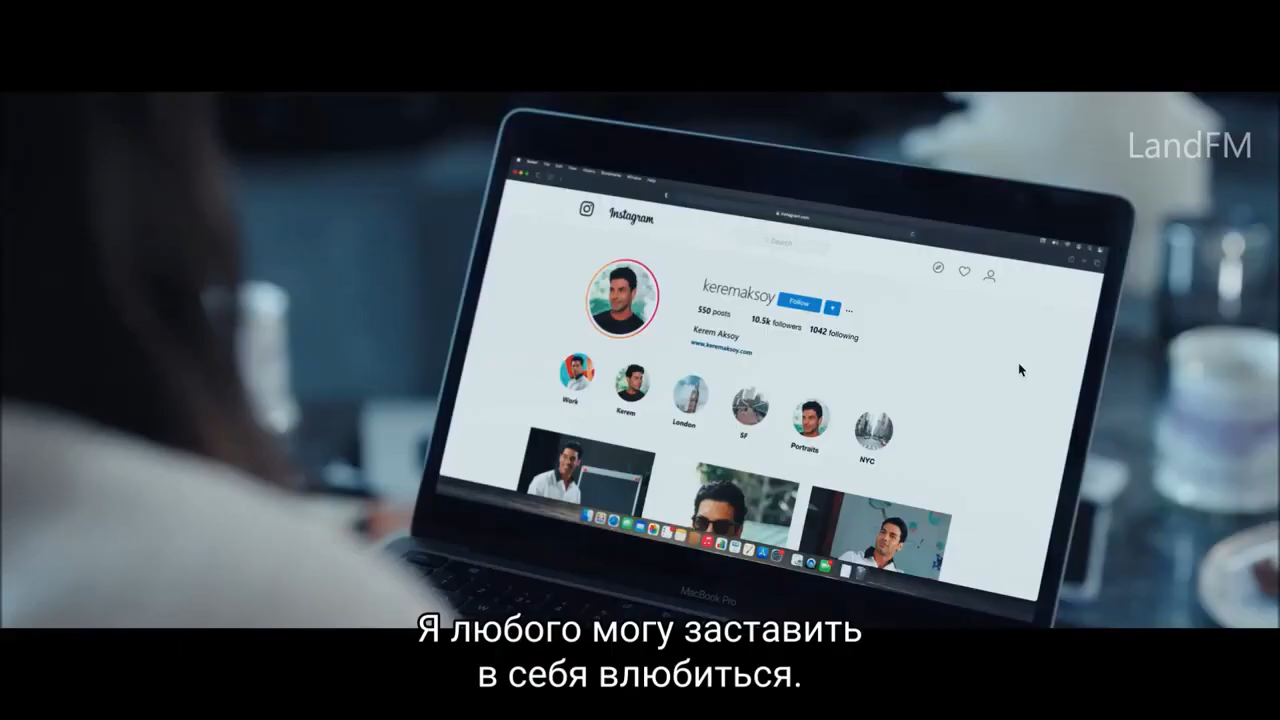 LandFM
Instagram
Search
keremaksoy Follow
550 posts 10.5k followers 1042 following
Kerem Aksoy
www.keremaksoy.com
Work Kerem London SF Portraits NYC
MacBook Pro
Я любого могу заставить
в себя влюбиться.